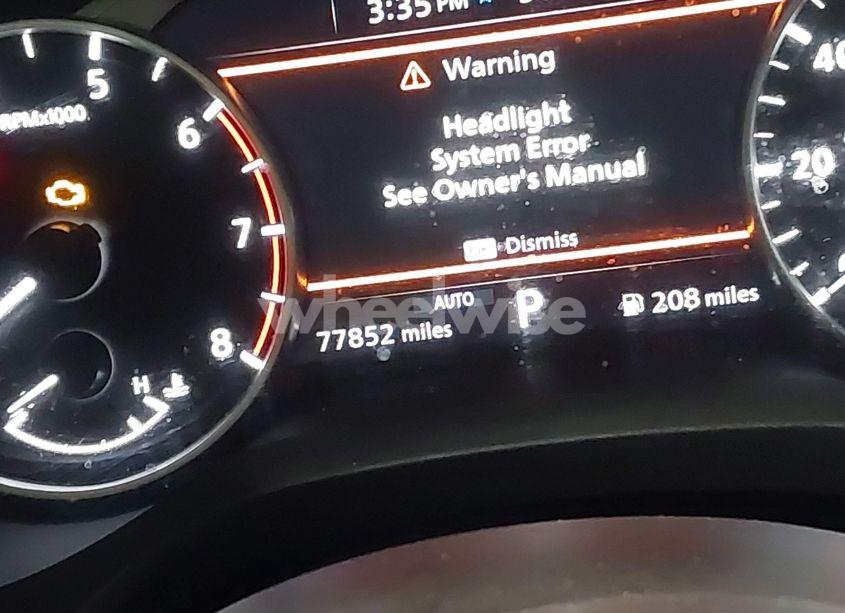 3:35 PM
Warning
Headlight
System Error
See Owner's Manual
Dismiss
5
RPMx1000
6
7
8
H
AUTO
P
77852 miles
208 miles
40
20
wheelwise